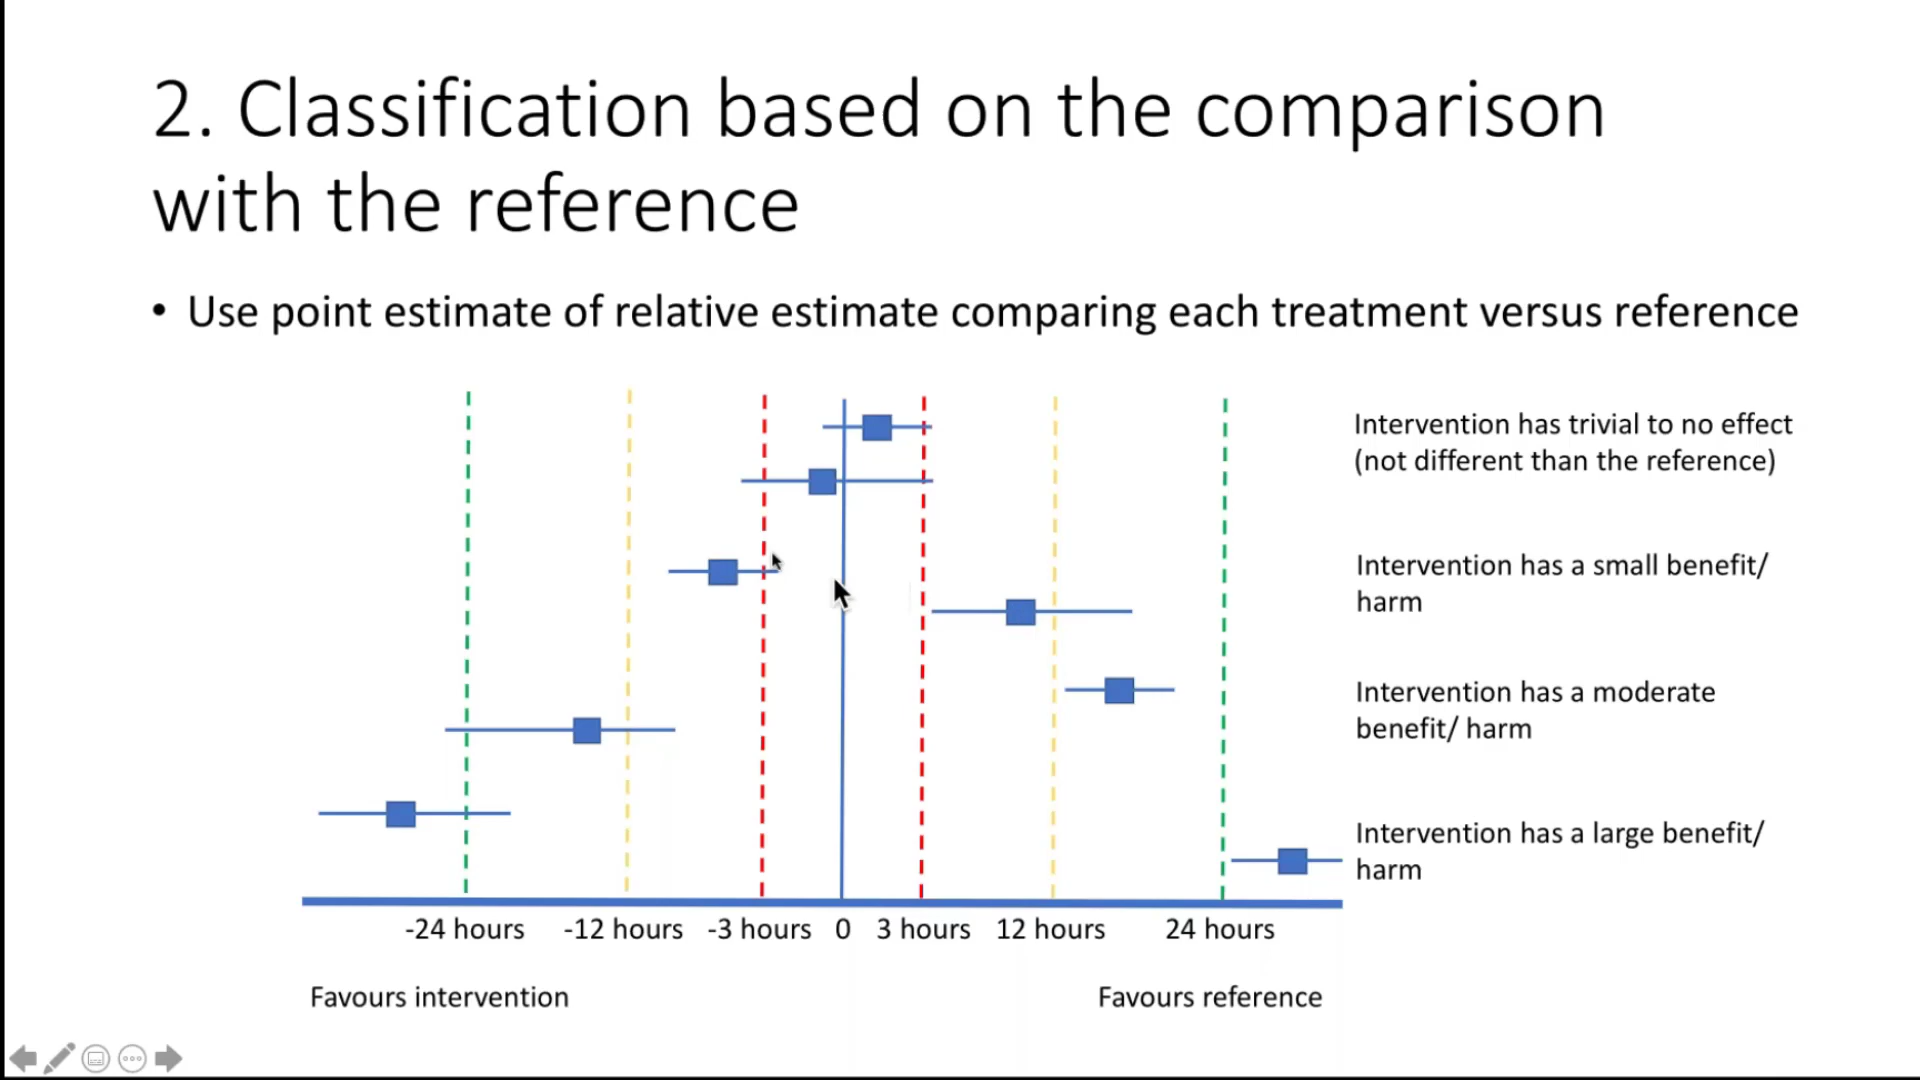 2. Classification based on the comparison
with the reference
• Use point estimate of relative estimate comparing each treatment versus reference
Intervention has trivial to no effect
(not different than the reference)
Intervention has a small benefit/
harm
Intervention has a moderate
benefit/ harm
Intervention has a large benefit/
harm
-24 hours -12 hours -3 hours 0 3 hours 12 hours 24 hours
Favours intervention Favours reference